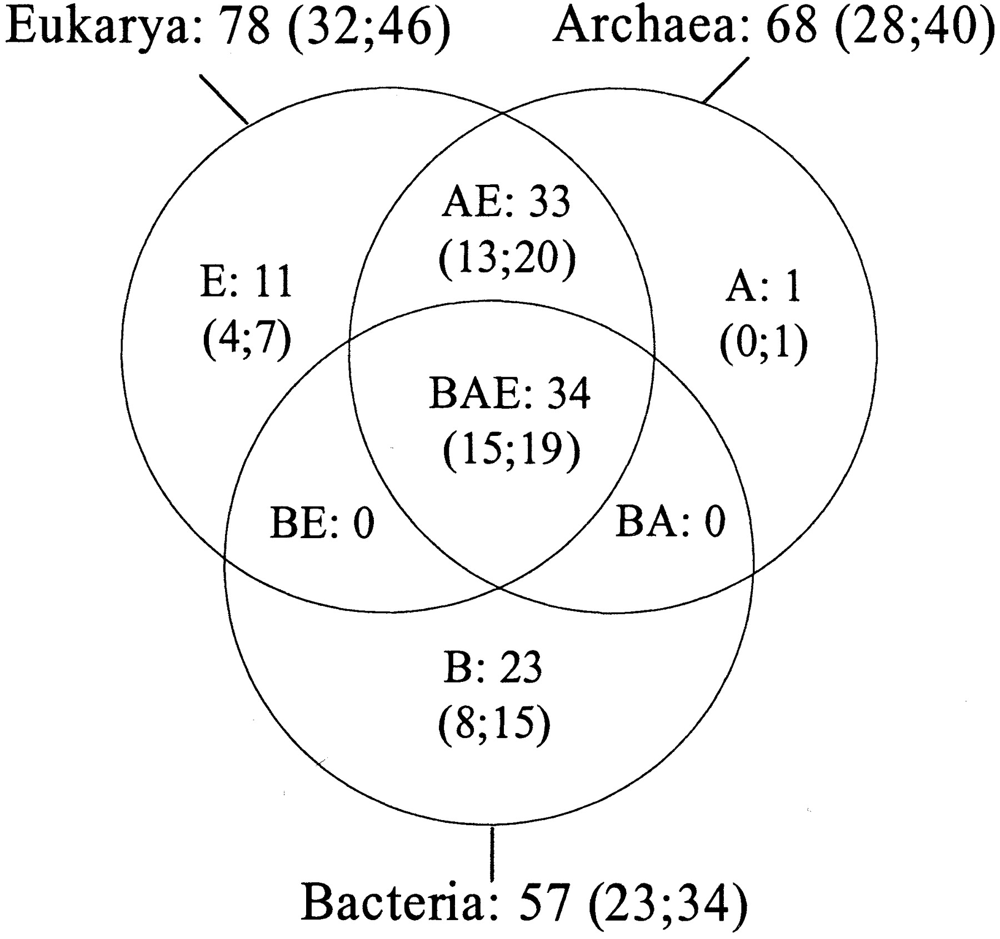 Eukarya: 78 (32;46)
Archaea: 68 (28;40)
AE: 33
(13;20)
E: 11
(4;7)
A: 1
(0;1)
BAE: 34
(15;19)
BE: 0
BA: 0
B: 23
(8;15)
Bacteria: 57 (23;34)